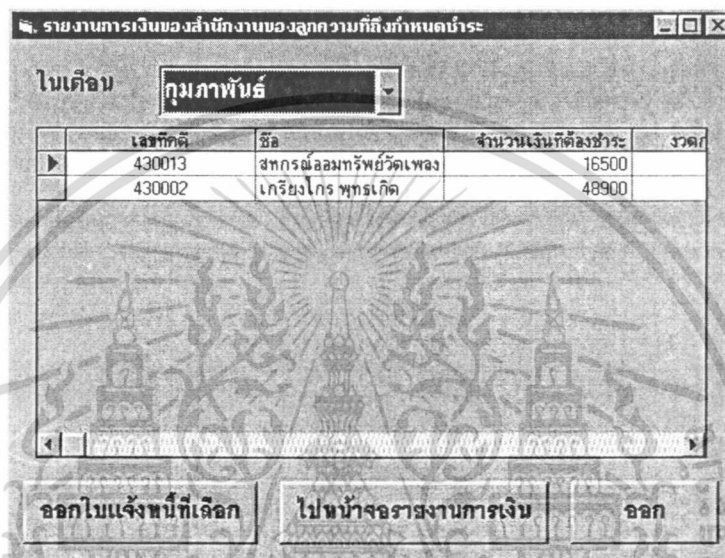 รายงานการเงินของสำนักงานของลูกความที่ถึงกำหนดชำระ
ในเดือน กุมภาพันธ์
เลขที่คดี ชื่อ จำนวนเงินที่ต้องชำระ งวดก
430013 สหกรณ์ออมทรัพย์วัดเพลง 16500
430002 เกรียงไกร พุทธเกิด 48900
ออกใบแจ้งหนี้ที่เลือก ไปหน้าจอรายงานการเงิน ออก